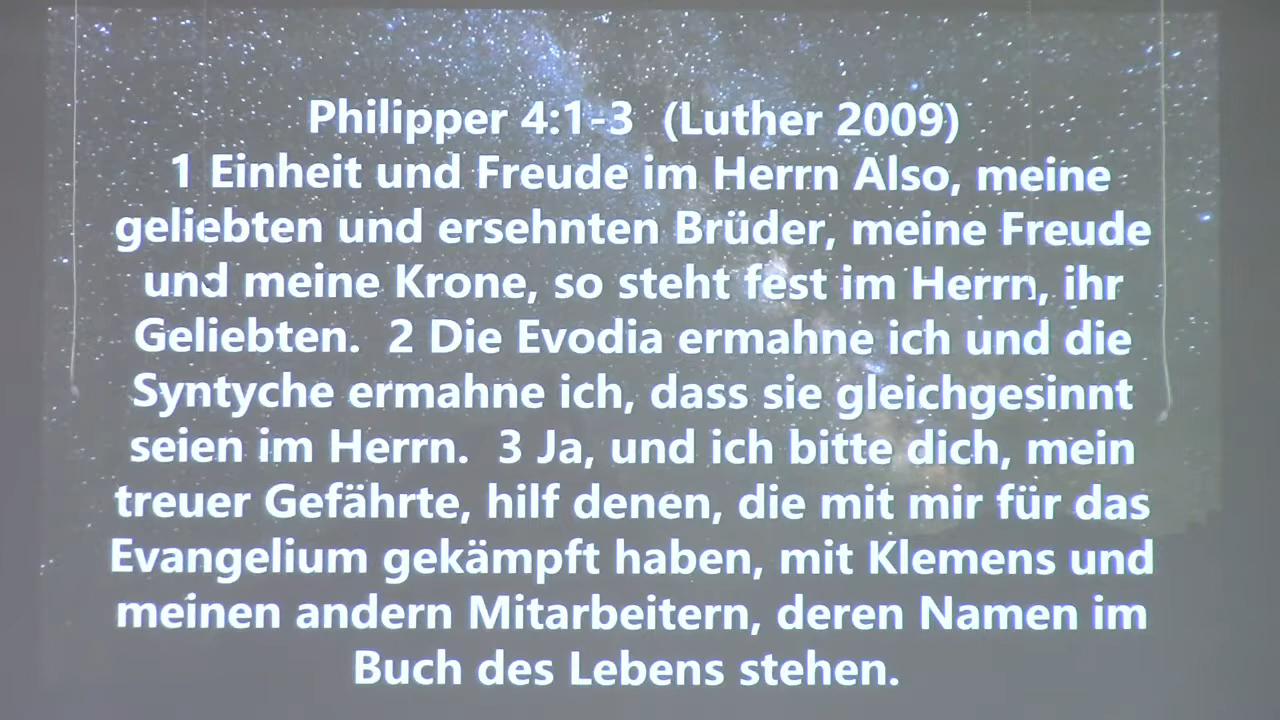 Philipper 4:1-3 (Luther 2009)
1 Einheit und Freude im Herrn Also, meine
geliebten und ersehnten Brüder, meine Freude
und meine Krone, so steht fest im Herrn, ihr
Geliebten. 2 Die Evodia ermahne ich und die
Syntyche ermahne ich, dass sie gleichgesinnt
seien im Herrn. 3 Ja, und ich bitte dich, mein
treuer Gefährte, hilf denen, die mit mir für das
Evangelium gekämpft haben, mit Klemens und
meinen andern Mitarbeitern, deren Namen im
Buch des Lebens stehen.